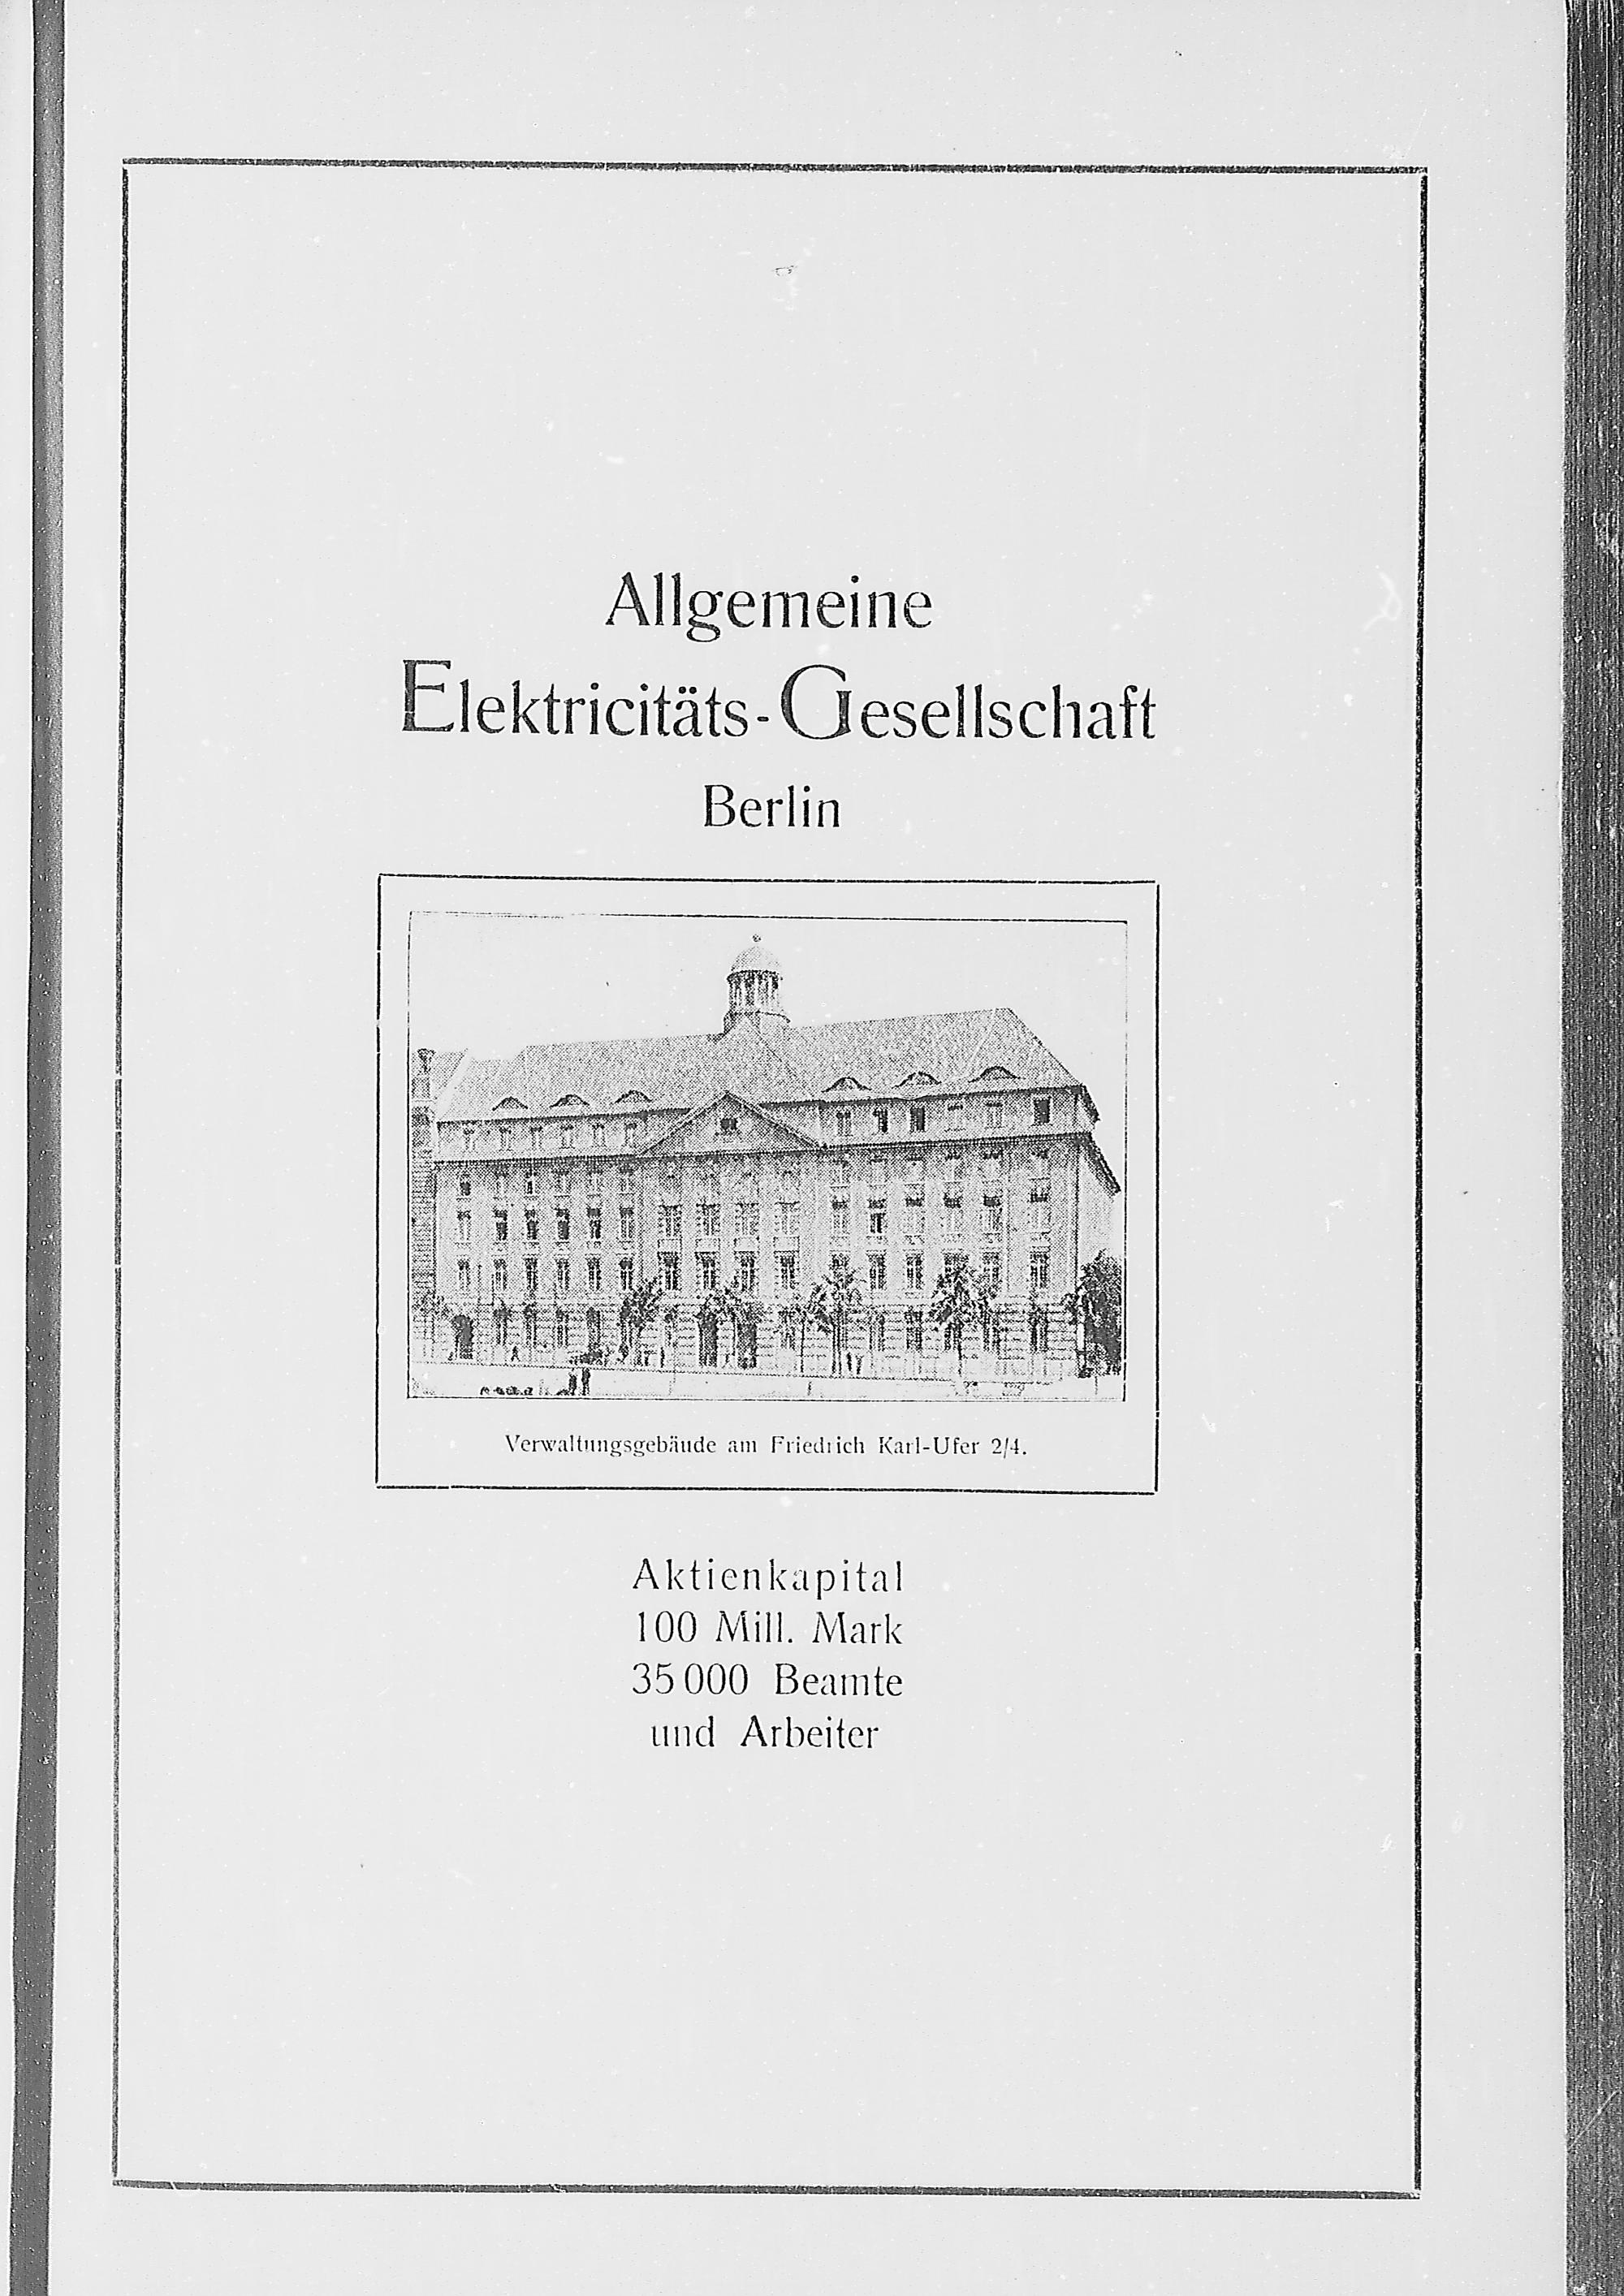 Allgemeine
Elektricitäts-Gesellschaft
Berlin
Verwaltungsgebäude am Friedrich Karl-Ufer 2/4.
Aktienkapital
100 Mill. Mark
35000 Beamte
und Arbeiter